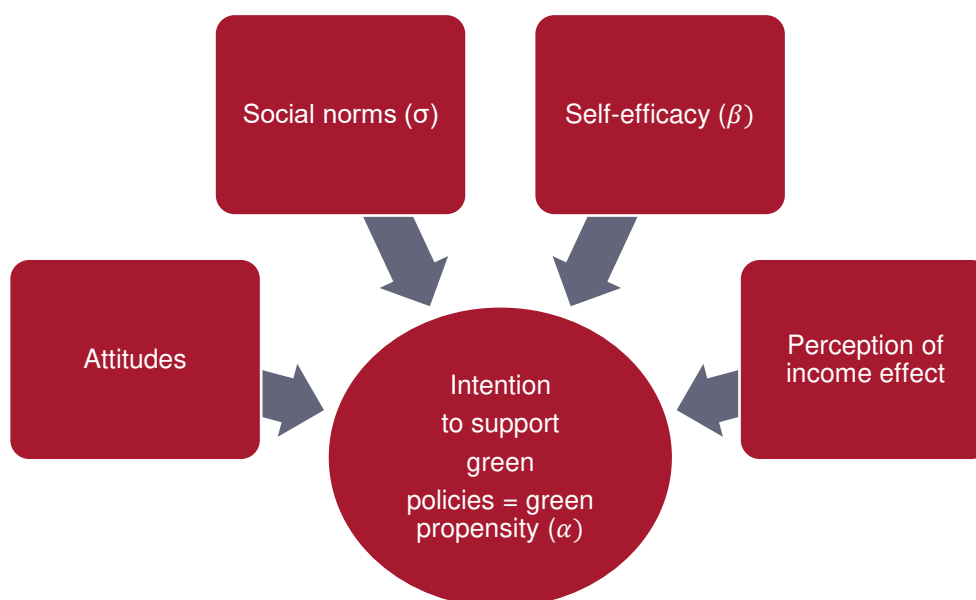 Social norms (σ)
Self-efficacy (β)
Attitudes
Perception of
income effect
Intention
to support
green
policies = green
propensity (α)